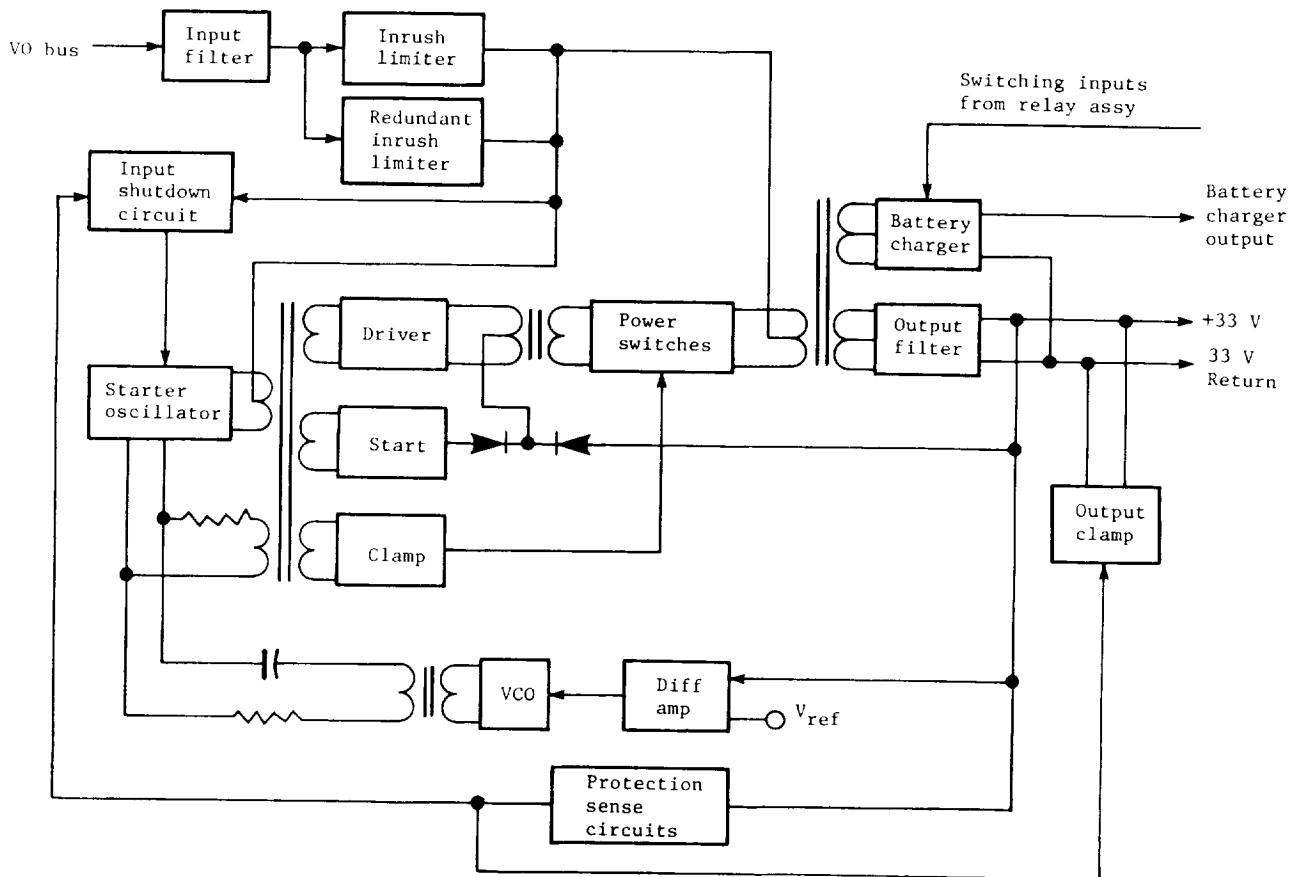 VO bus
Input
filter
Inrush
limiter
Redundant
inrush
limiter
Switching inputs
from relay assy
Input
shutdown
circuit
Battery
charger
Battery
charger
output
Driver
Power
switches
Output
filter
+33 V
33 V
Return
Starter
oscillator
Start
Clamp
Output
clamp
VCO
Diff
amp
Vref
Protection
sense
circuits